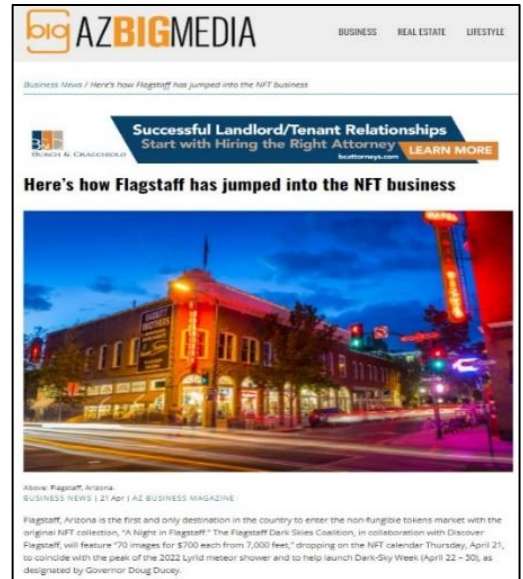 big AZBIGMEDIA
BUSINESS REAL ESTATE LIFESTYLE
Business News / Here's how Flagstaff has jumped into the NFT business
BURCH & CRACCHIOLO
Successful Landlord/Tenant Relationships
Start with Hiring the Right Attorney
bcattorneys.com
LEARN MORE
Here's how Flagstaff has jumped into the NFT business
BABBITT
BROTHERS
Above: Flagstaff, Arizona.
BUSINESS NEWS | 21 Apr | AZ BUSINESS MAGAZINE
Flagstaff, Arizona is the first and only destination in the country to enter the non-fungible tokens market with the
original NFT collection, "A Night in Flagstaff." The Flagstaff Dark Skies Coalition, in collaboration with Discover
Flagstaff, will feature "70 images for $700 each from 7,000 feet," dropping on the NFT calendar Thursday, April 21,
to coincide with the peak of the 2022 Lyrid meteor shower and to help launch Dark-Sky Week (April 22 – 30), as
designated by Governor Doug Ducey.